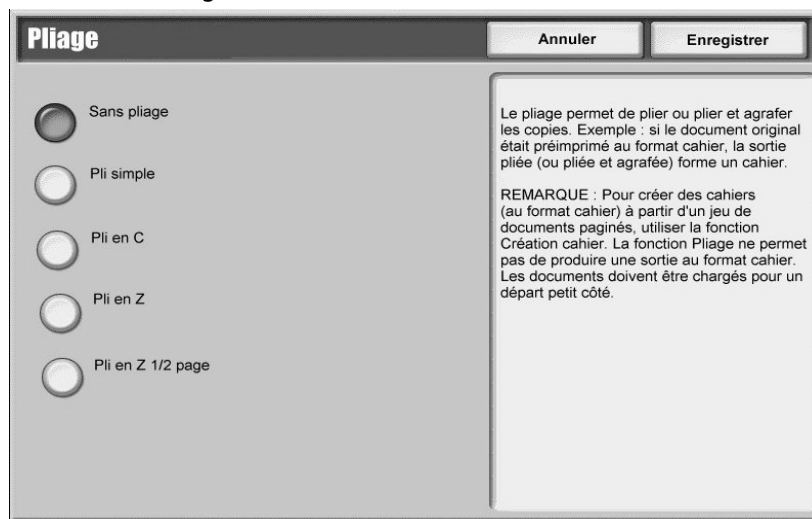 Pliage
Annuler
Enregistrer
Sans pliage
Pli simple
Pli en C
Pli en Z
Pli en Z 1/2 page
Le pliage permet de plier ou plier et agrafer
les copies. Exemple : si le document original
était préimprimé au format cahier, la sortie
pliée (ou pliée et agrafée) forme un cahier.
REMARQUE : Pour créer des cahiers
(au format cahier) à partir d'un jeu de
documents paginés, utiliser la fonction
Création cahier. La fonction Pliage ne permet
pas de produire une sortie au format cahier.
Les documents doivent être chargés pour un
départ petit côté.